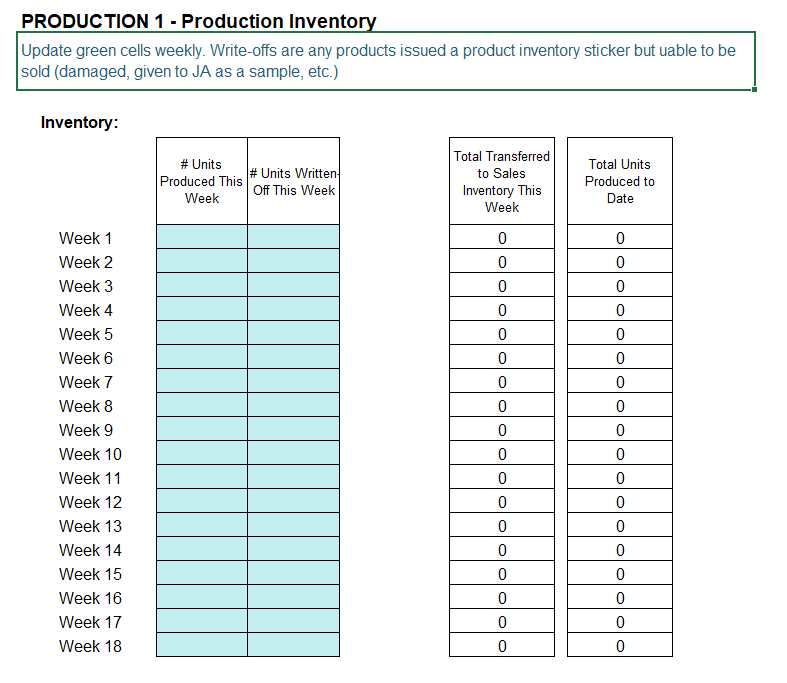 PRODUCTION 1 - Production Inventory
Update green cells weekly. Write-offs are any products issued a product inventory sticker but uable to be
sold (damaged, given to JA as a sample, etc.)
Inventory:
# Units
Produced This
Week
# Units Written-
Off This Week
Total Transferred
to Sales
Inventory This
Week
Total Units
Produced to
Date
Week 1 0 0
Week 2 0 0
Week 3 0 0
Week 4 0 0
Week 5 0 0
Week 6 0 0
Week 7 0 0
Week 8 0 0
Week 9 0 0
Week 10 0 0
Week 11 0 0
Week 12 0 0
Week 13 0 0
Week 14 0 0
Week 15 0 0
Week 16 0 0
Week 17 0 0
Week 18 0 0